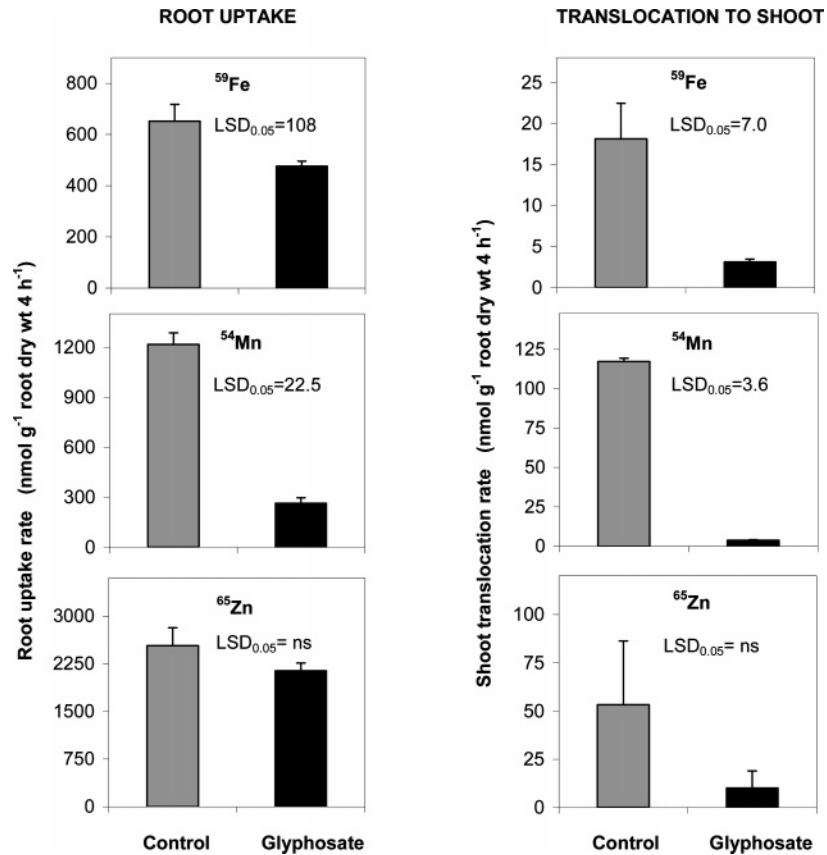 ROOT UPTAKE
TRANSLOCATION TO SHOOT
Root uptake rate (nmol g⁻¹ root dry wt 4 h⁻¹)
800
600
400
200
0
⁵⁹Fe
LSD₀.₀₅=108
1200
900
600
300
0
⁵⁴Mn
LSD₀.₀₅=22.5
3000
2250
1500
750
0
⁶⁵Zn
LSD₀.₀₅= ns
Control Glyphosate
Shoot translocation rate (nmol g⁻¹ root dry wt 4 h⁻¹)
25
20
15
10
5
0
⁵⁹Fe
LSD₀.₀₅=7.0
125
100
75
50
25
0
⁵⁴Mn
LSD₀.₀₅=3.6
100
75
50
25
0
⁶⁵Zn
LSD₀.₀₅= ns
Control Glyphosate